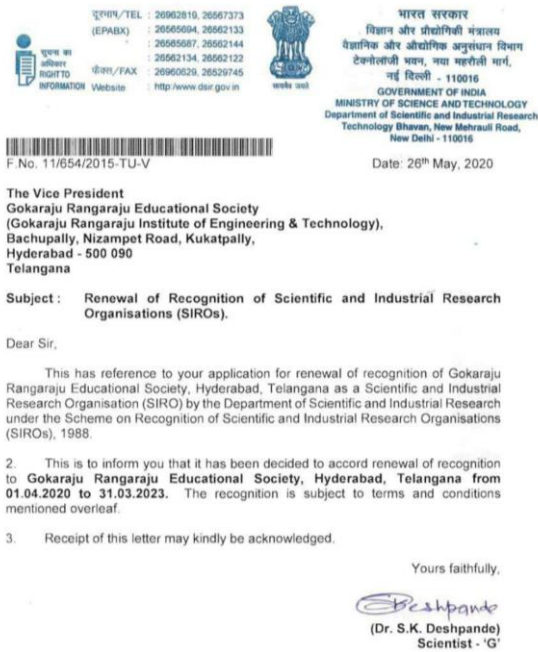 सूचना का
अधिकार
RIGHT TO
INFORMATION
दूरभाष/TEL : 26962819, 26567373
(EPABX) : 26565694, 26562133
: 26565687, 26562144
: 26562134, 26562122
फैक्स/FAX : 26960629, 26529745
Website : http://www.dsir.gov.in
सत्यमेव जयते
भारत सरकार
विज्ञान और प्रौद्योगिकी मंत्रालय
वैज्ञानिक और औद्योगिक अनुसंधान विभाग
टेक्नोलॉजी भवन, नया महरौली मार्ग,
नई दिल्ली - 110016
GOVERNMENT OF INDIA
MINISTRY OF SCIENCE AND TECHNOLOGY
Department of Scientific and Industrial Research
Technology Bhavan, New Mehrauli Road,
New Delhi - 110016
F.No. 11/654/2015-TU-V
Date: 26th May, 2020
The Vice President
Gokaraju Rangaraju Educational Society
(Gokaraju Rangaraju Institute of Engineering & Technology),
Bachupally, Nizampet Road, Kukatpally,
Hyderabad - 500 090
Telangana
Subject : Renewal of Recognition of Scientific and Industrial Research
Organisations (SIROs).
Dear Sir,
This has reference to your application for renewal of recognition of Gokaraju
Rangaraju Educational Society, Hyderabad, Telangana as a Scientific and Industrial
Research Organisation (SIRO) by the Department of Scientific and Industrial Research
under the Scheme on Recognition of Scientific and Industrial Research Organisations
(SIROs), 1988.
2. This is to inform you that it has been decided to accord renewal of recognition
to Gokaraju Rangaraju Educational Society, Hyderabad, Telangana from
01.04.2020 to 31.03.2023. The recognition is subject to terms and conditions
mentioned overleaf.
3. Receipt of this letter may kindly be acknowledged.
Yours faithfully,
Deshpande
(Dr. S.K. Deshpande)
Scientist - 'G'